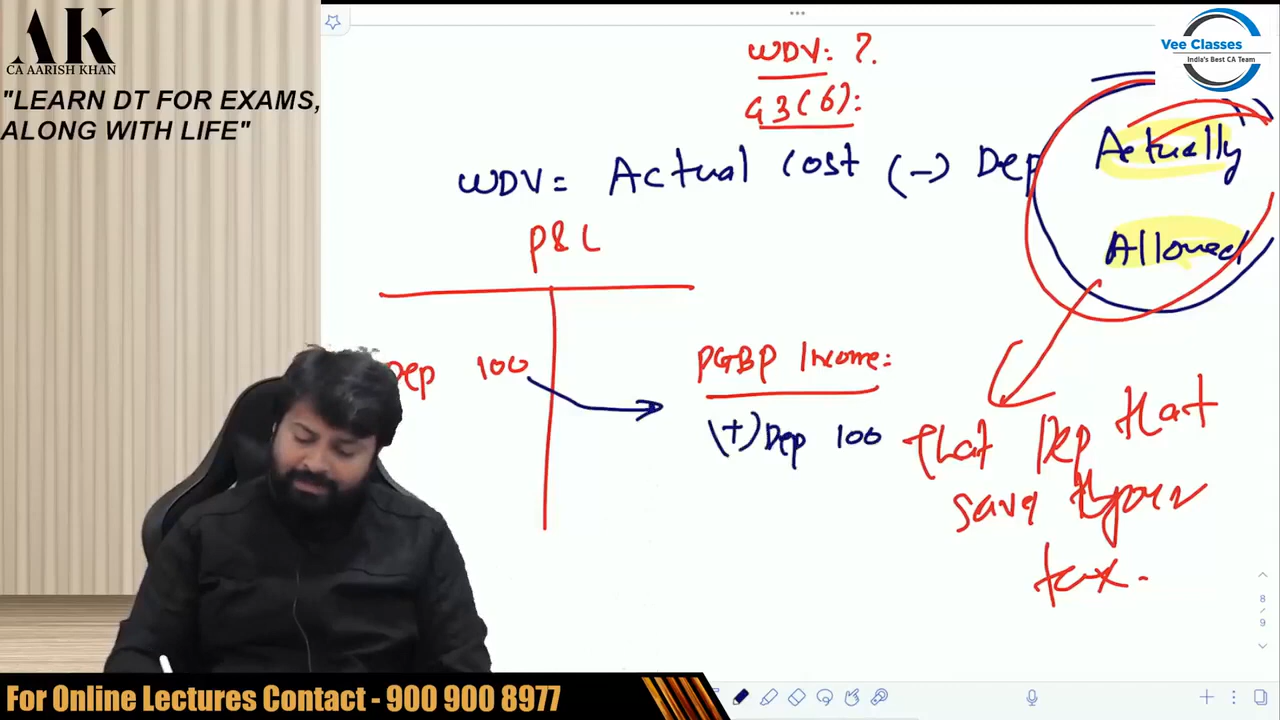 AK
CA AARISH KHAN
"LEARN DT FOR EXAMS,
ALONG WITH LIFE"
Vee Classes
India's Best CA Team
WDV: ?
43(6):
WDV = Actual Cost (-) Dep
Actually
Allowed
P&L
Dep 100
PGBP Income:
(+) Dep 100
that Dep that
save your
tax.
8
/
9
For Online Lectures Contact - 900 900 8977